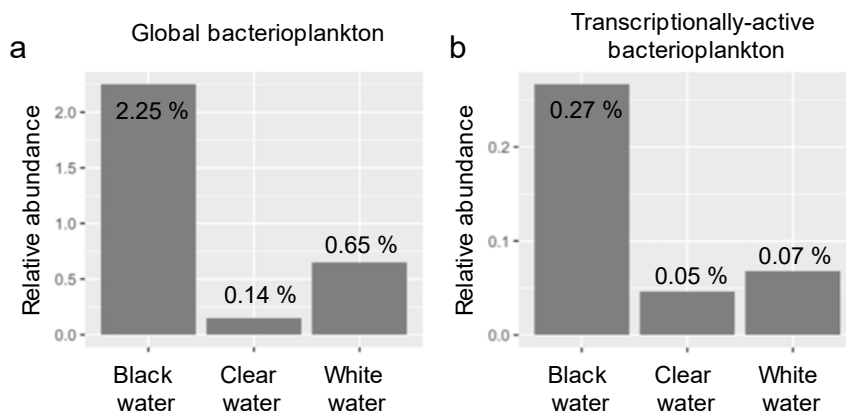 a
Global bacterioplankton
Relative abundance
2.0
1.5
1.0
0.5
0.0
2.25 %
0.14 %
0.65 %
Black
water
Clear
water
White
water
b
Transcriptionally-active
bacterioplankton
Relative abundance
0.2
0.1
0.0
0.27 %
0.05 %
0.07 %
Black
water
Clear
water
White
water